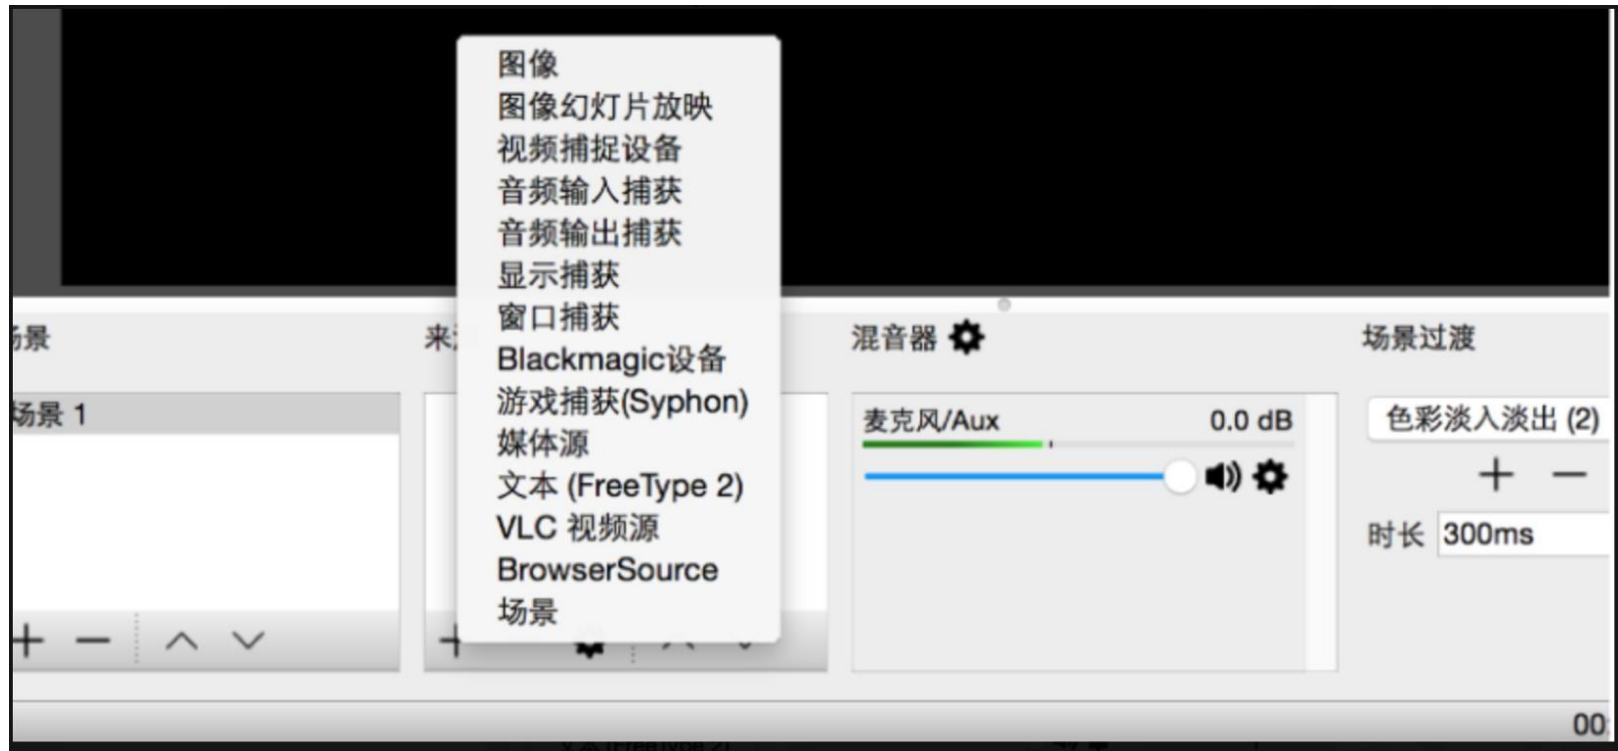 图像
图像幻灯片放映
视频捕捉设备
音频输入捕获
音频输出捕获
显示捕获
窗口捕获
Blackmagic设备
游戏捕获(Syphon)
媒体源
文本 (FreeType 2)
VLC 视频源
BrowserSource
场景
场景
场景 1
来
混音器
麦克风/Aux
0.0 dB
场景过渡
色彩淡入淡出 (2)
时长
300ms
00